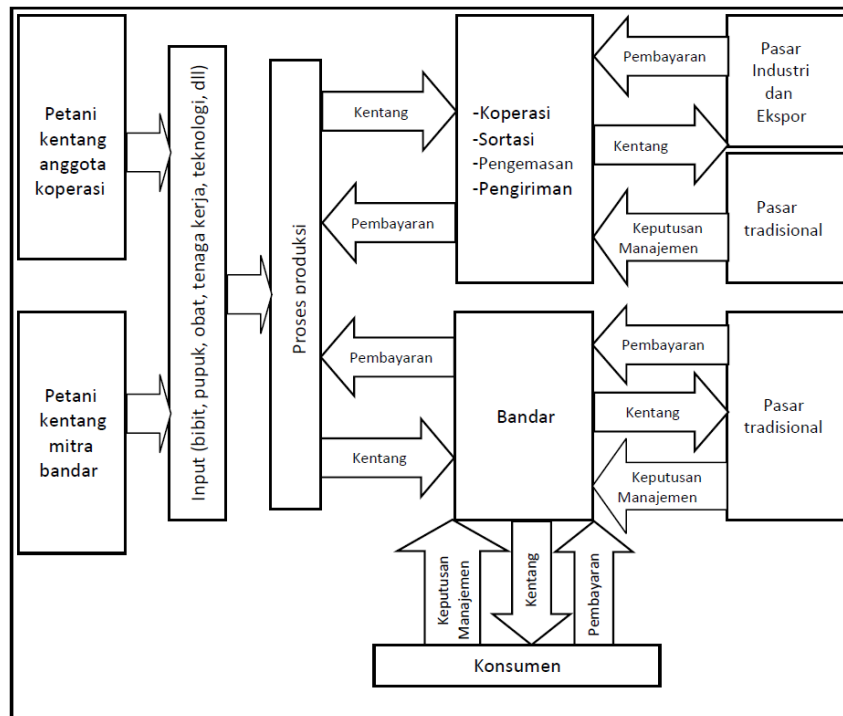 Petani
kentang
anggota
koperasi
Petani
kentang
mitra
bandar
Input (bibit, pupuk, obat, tenaga kerja, teknologi, dll)
Proses produksi
Kentang
Pembayaran
Pembayaran
Kentang
-Koperasi
-Sortasi
-Pengemasan
-Pengiriman
Pembayaran
Kentang
Keputusan
Manajemen
Pasar
Industri
dan
Ekspor
Pasar
tradisional
Bandar
Pembayaran
Kentang
Keputusan
Manajemen
Pasar
tradisional
Keputusan
Manajemen
Kentang
Pembayaran
Konsumen